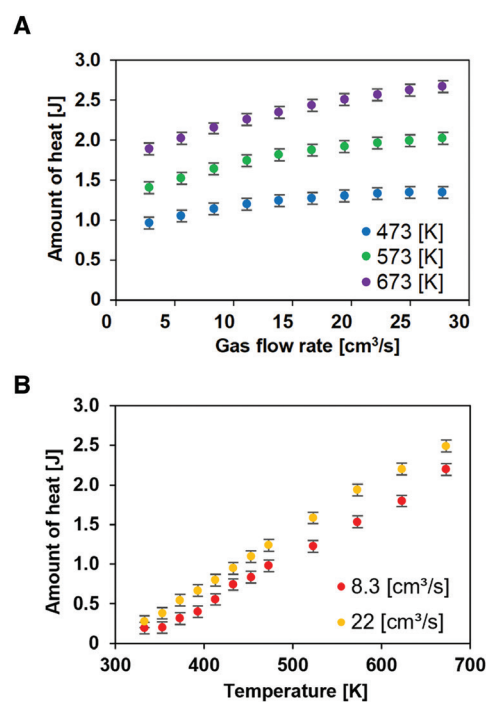 A
Amount of heat [J]
3.0
2.5
2.0
1.5
1.0
0.5
0
473 [K]
573 [K]
673 [K]
0 5 10 15 20 25 30
Gas flow rate [cm³/s]
B
Amount of heat [J]
3.0
2.5
2.0
1.5
1.0
0.5
0
8.3 [cm³/s]
22 [cm³/s]
300 400 500 600 700
Temperature [K]